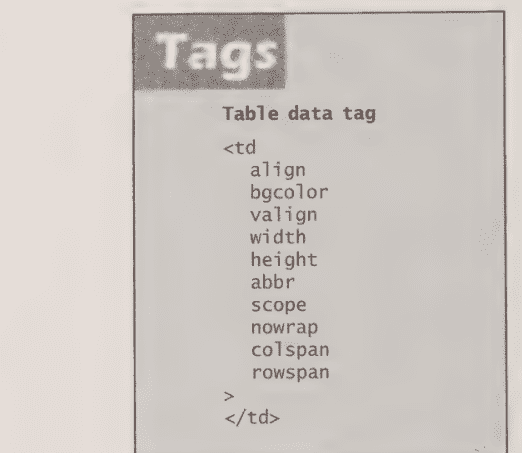 Tags
Table data tag
<td
align
bgcolor
valign
width
height
abbr
scope
nowrap
colspan
rowspan
>
</td>